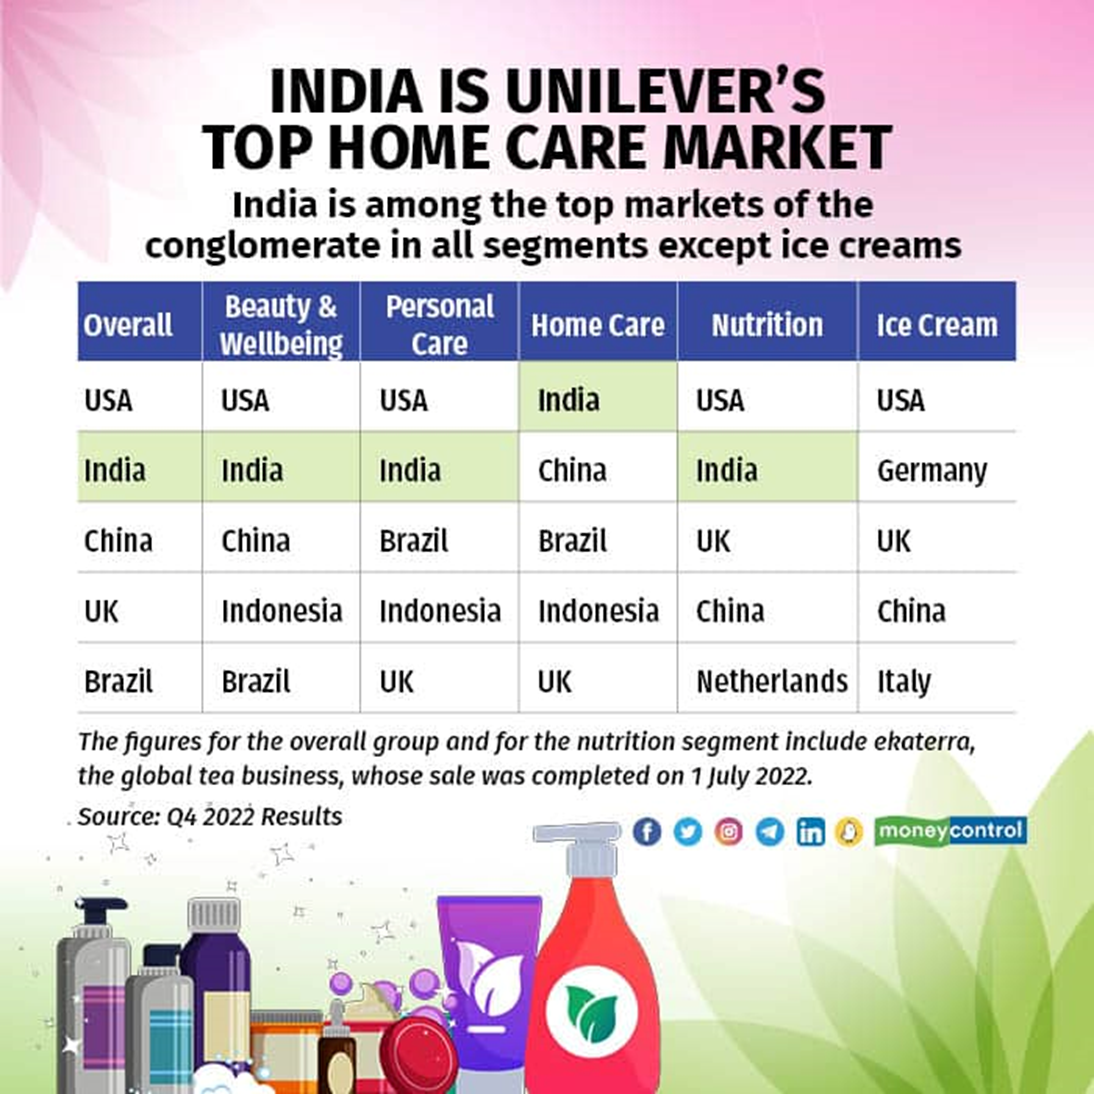 INDIA IS UNILEVER’S
TOP HOME CARE MARKET
India is among the top markets of the
conglomerate in all segments except ice creams
Overall Beauty & Wellbeing Personal Care Home Care Nutrition Ice Cream
USA USA USA India USA USA
India India India China India Germany
China China Brazil Brazil UK UK
UK Indonesia Indonesia Indonesia China China
Brazil Brazil UK UK Netherlands Italy
The figures for the overall group and for the nutrition segment include ekaterra,
the global tea business, whose sale was completed on 1 July 2022.
Source: Q4 2022 Results
moneycontrol